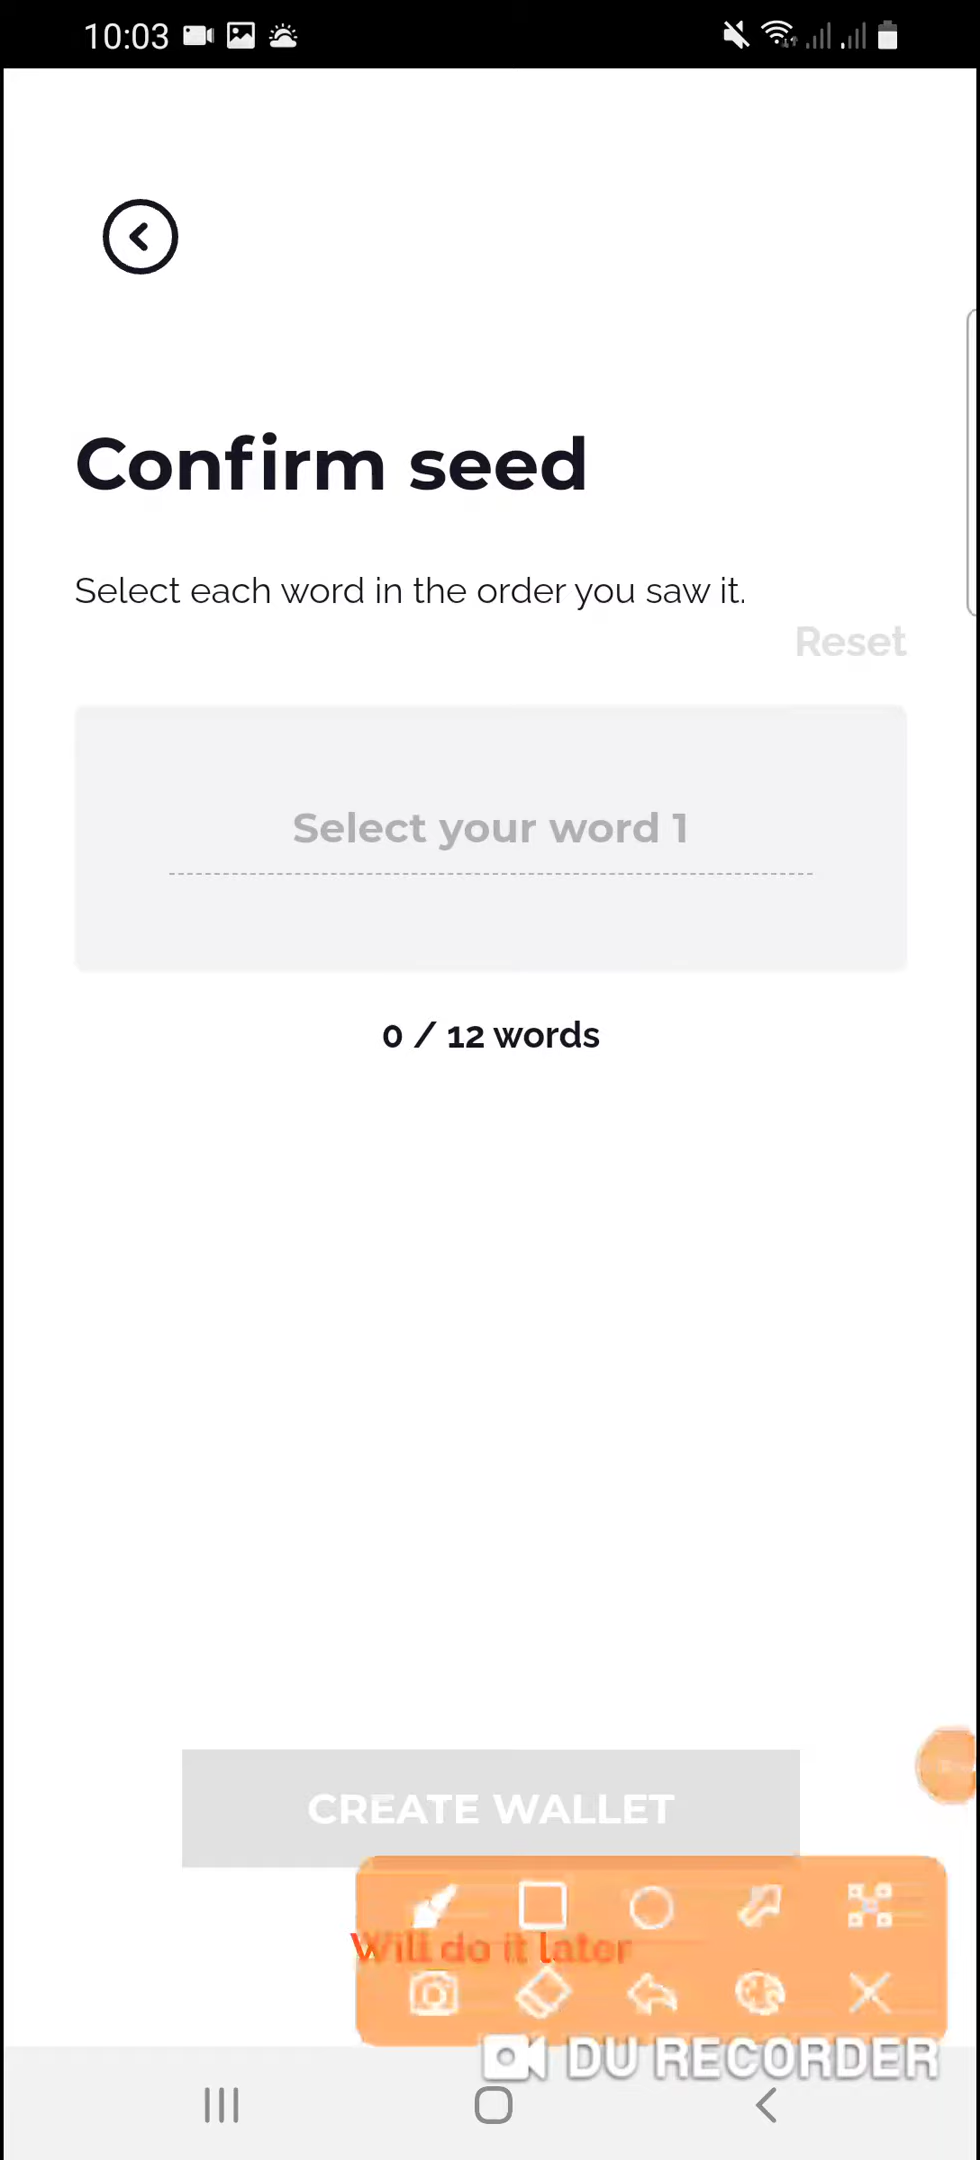 10:03
Confirm seed
Select each word in the order you saw it.
Reset
Select your word 1
0 / 12 words
CREATE WALLET
Will do it later
DU RECORDER